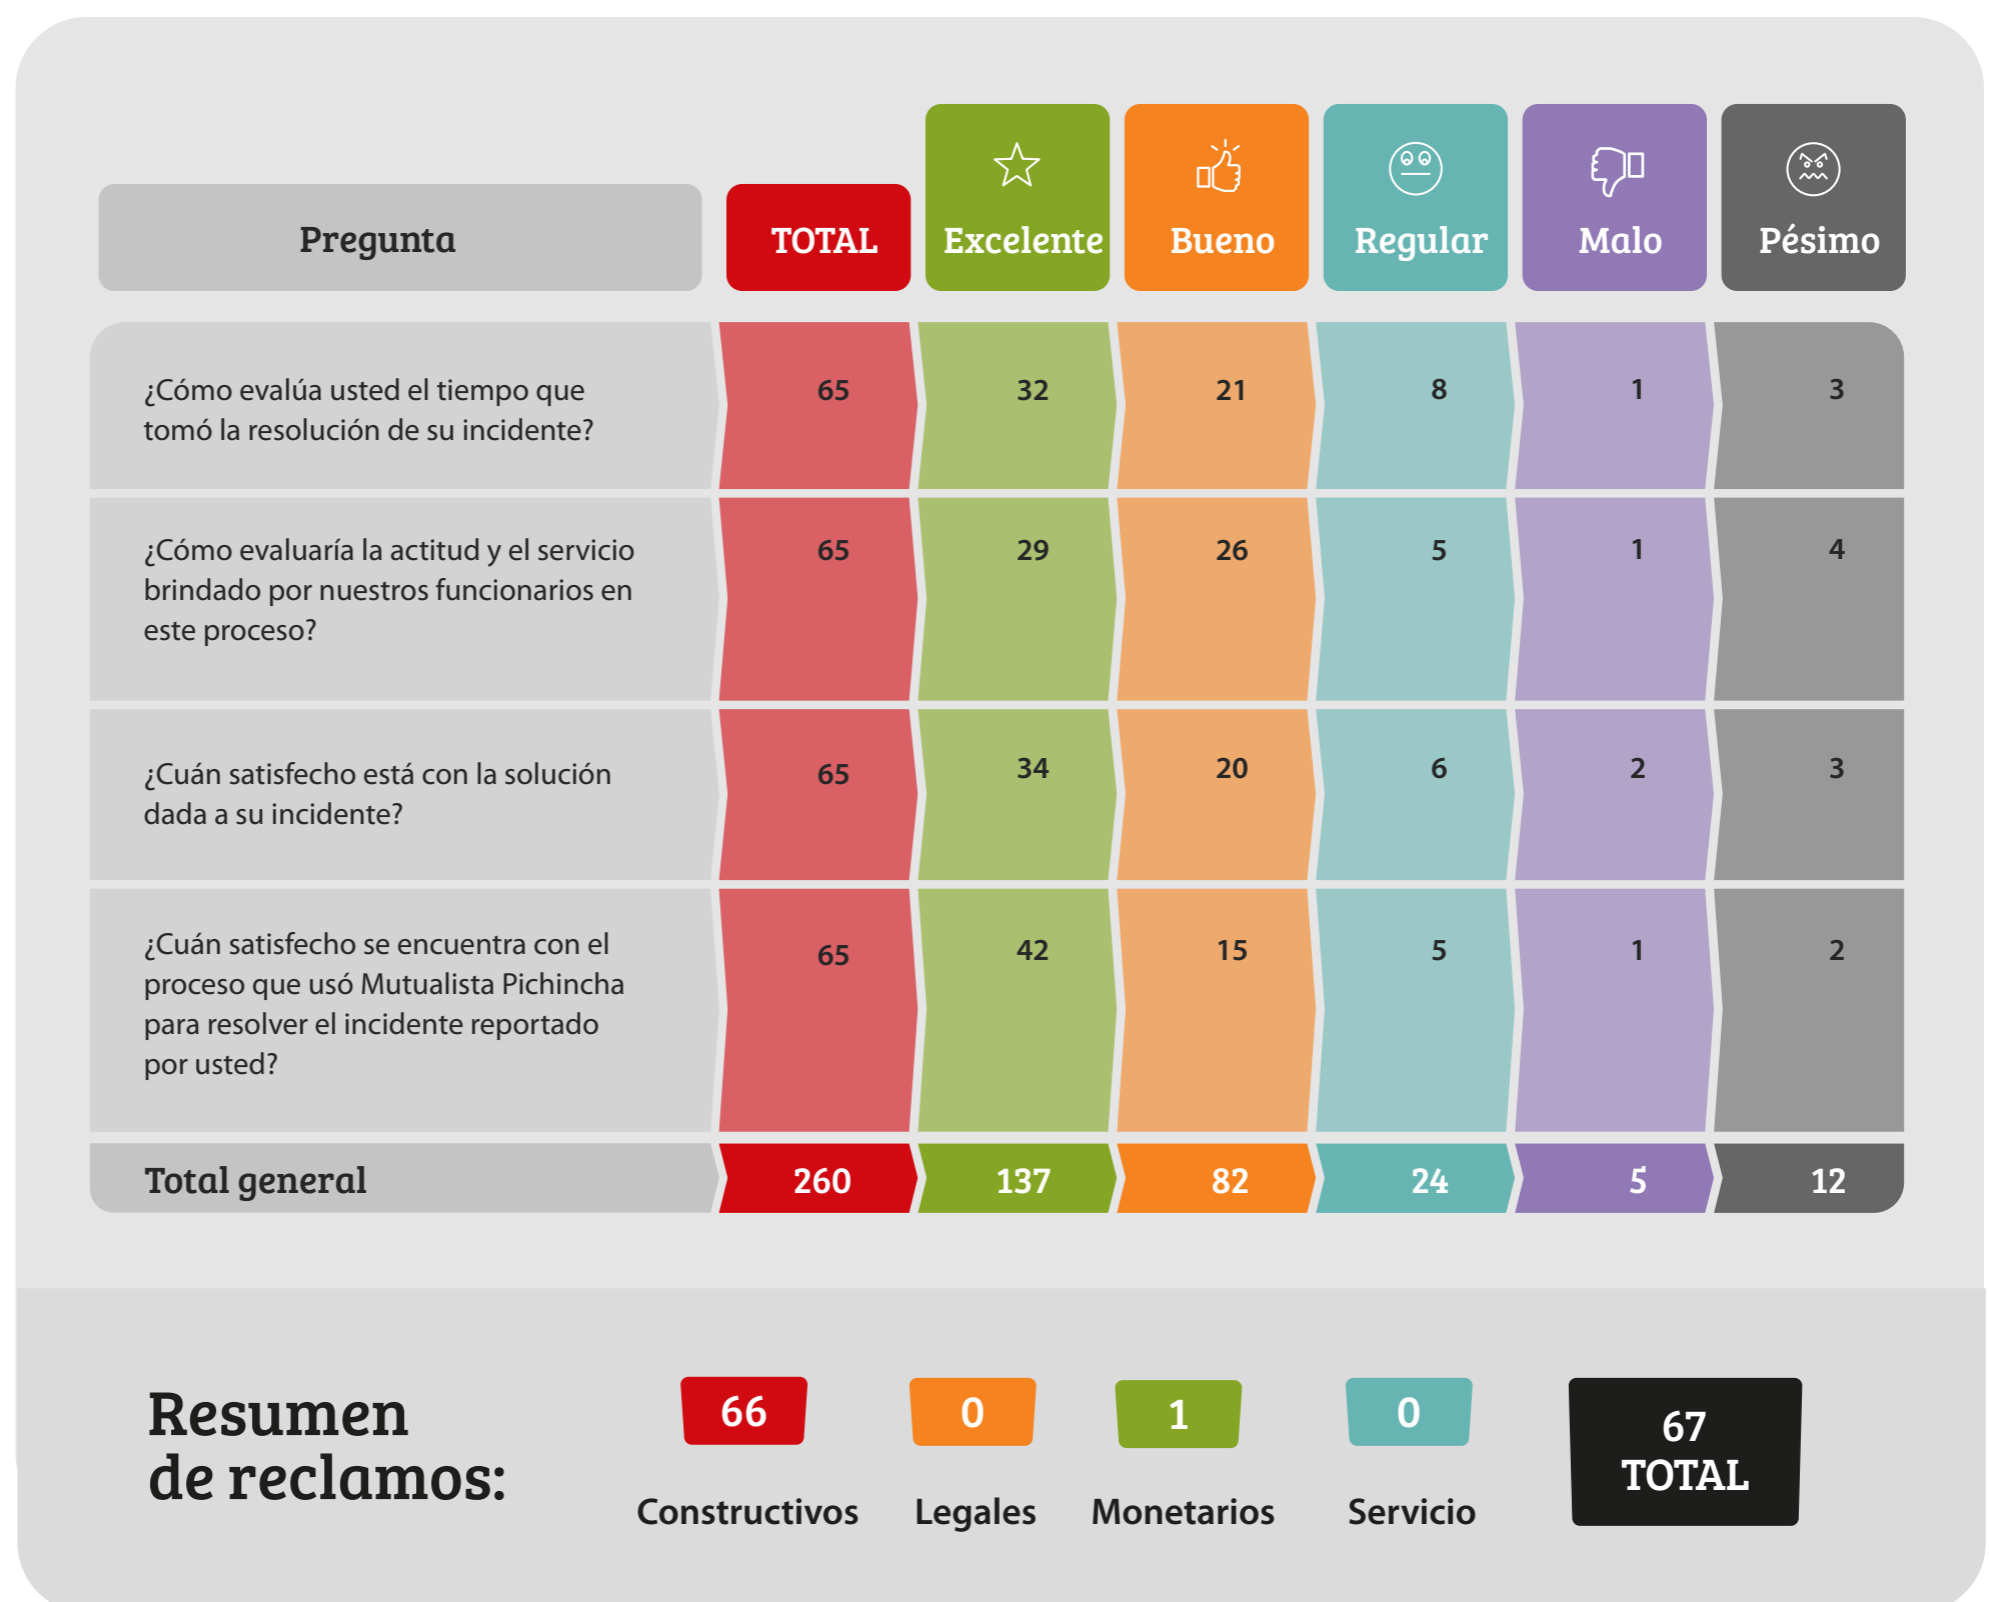 Pregunta TOTAL Excelente Bueno Regular Malo Pésimo
¿Cómo evalúa usted el tiempo que
tomó la resolución de su incidente?
65 32 21 8 1 3
¿Cómo evaluaría la actitud y el servicio
brindado por nuestros funcionarios en
este proceso?
65 29 26 5 1 4
¿Cuán satisfecho está con la solución
dada a su incidente?
65 34 20 6 2 3
¿Cuán satisfecho se encuentra con el
proceso que usó Mutualista Pichincha
para resolver el incidente reportado
por usted?
65 42 15 5 1 2
Total general 260 137 82 24 5 12
Resumen
de reclamos:
66 0 1 0
Constructivos Legales Monetarios Servicio
67
TOTAL